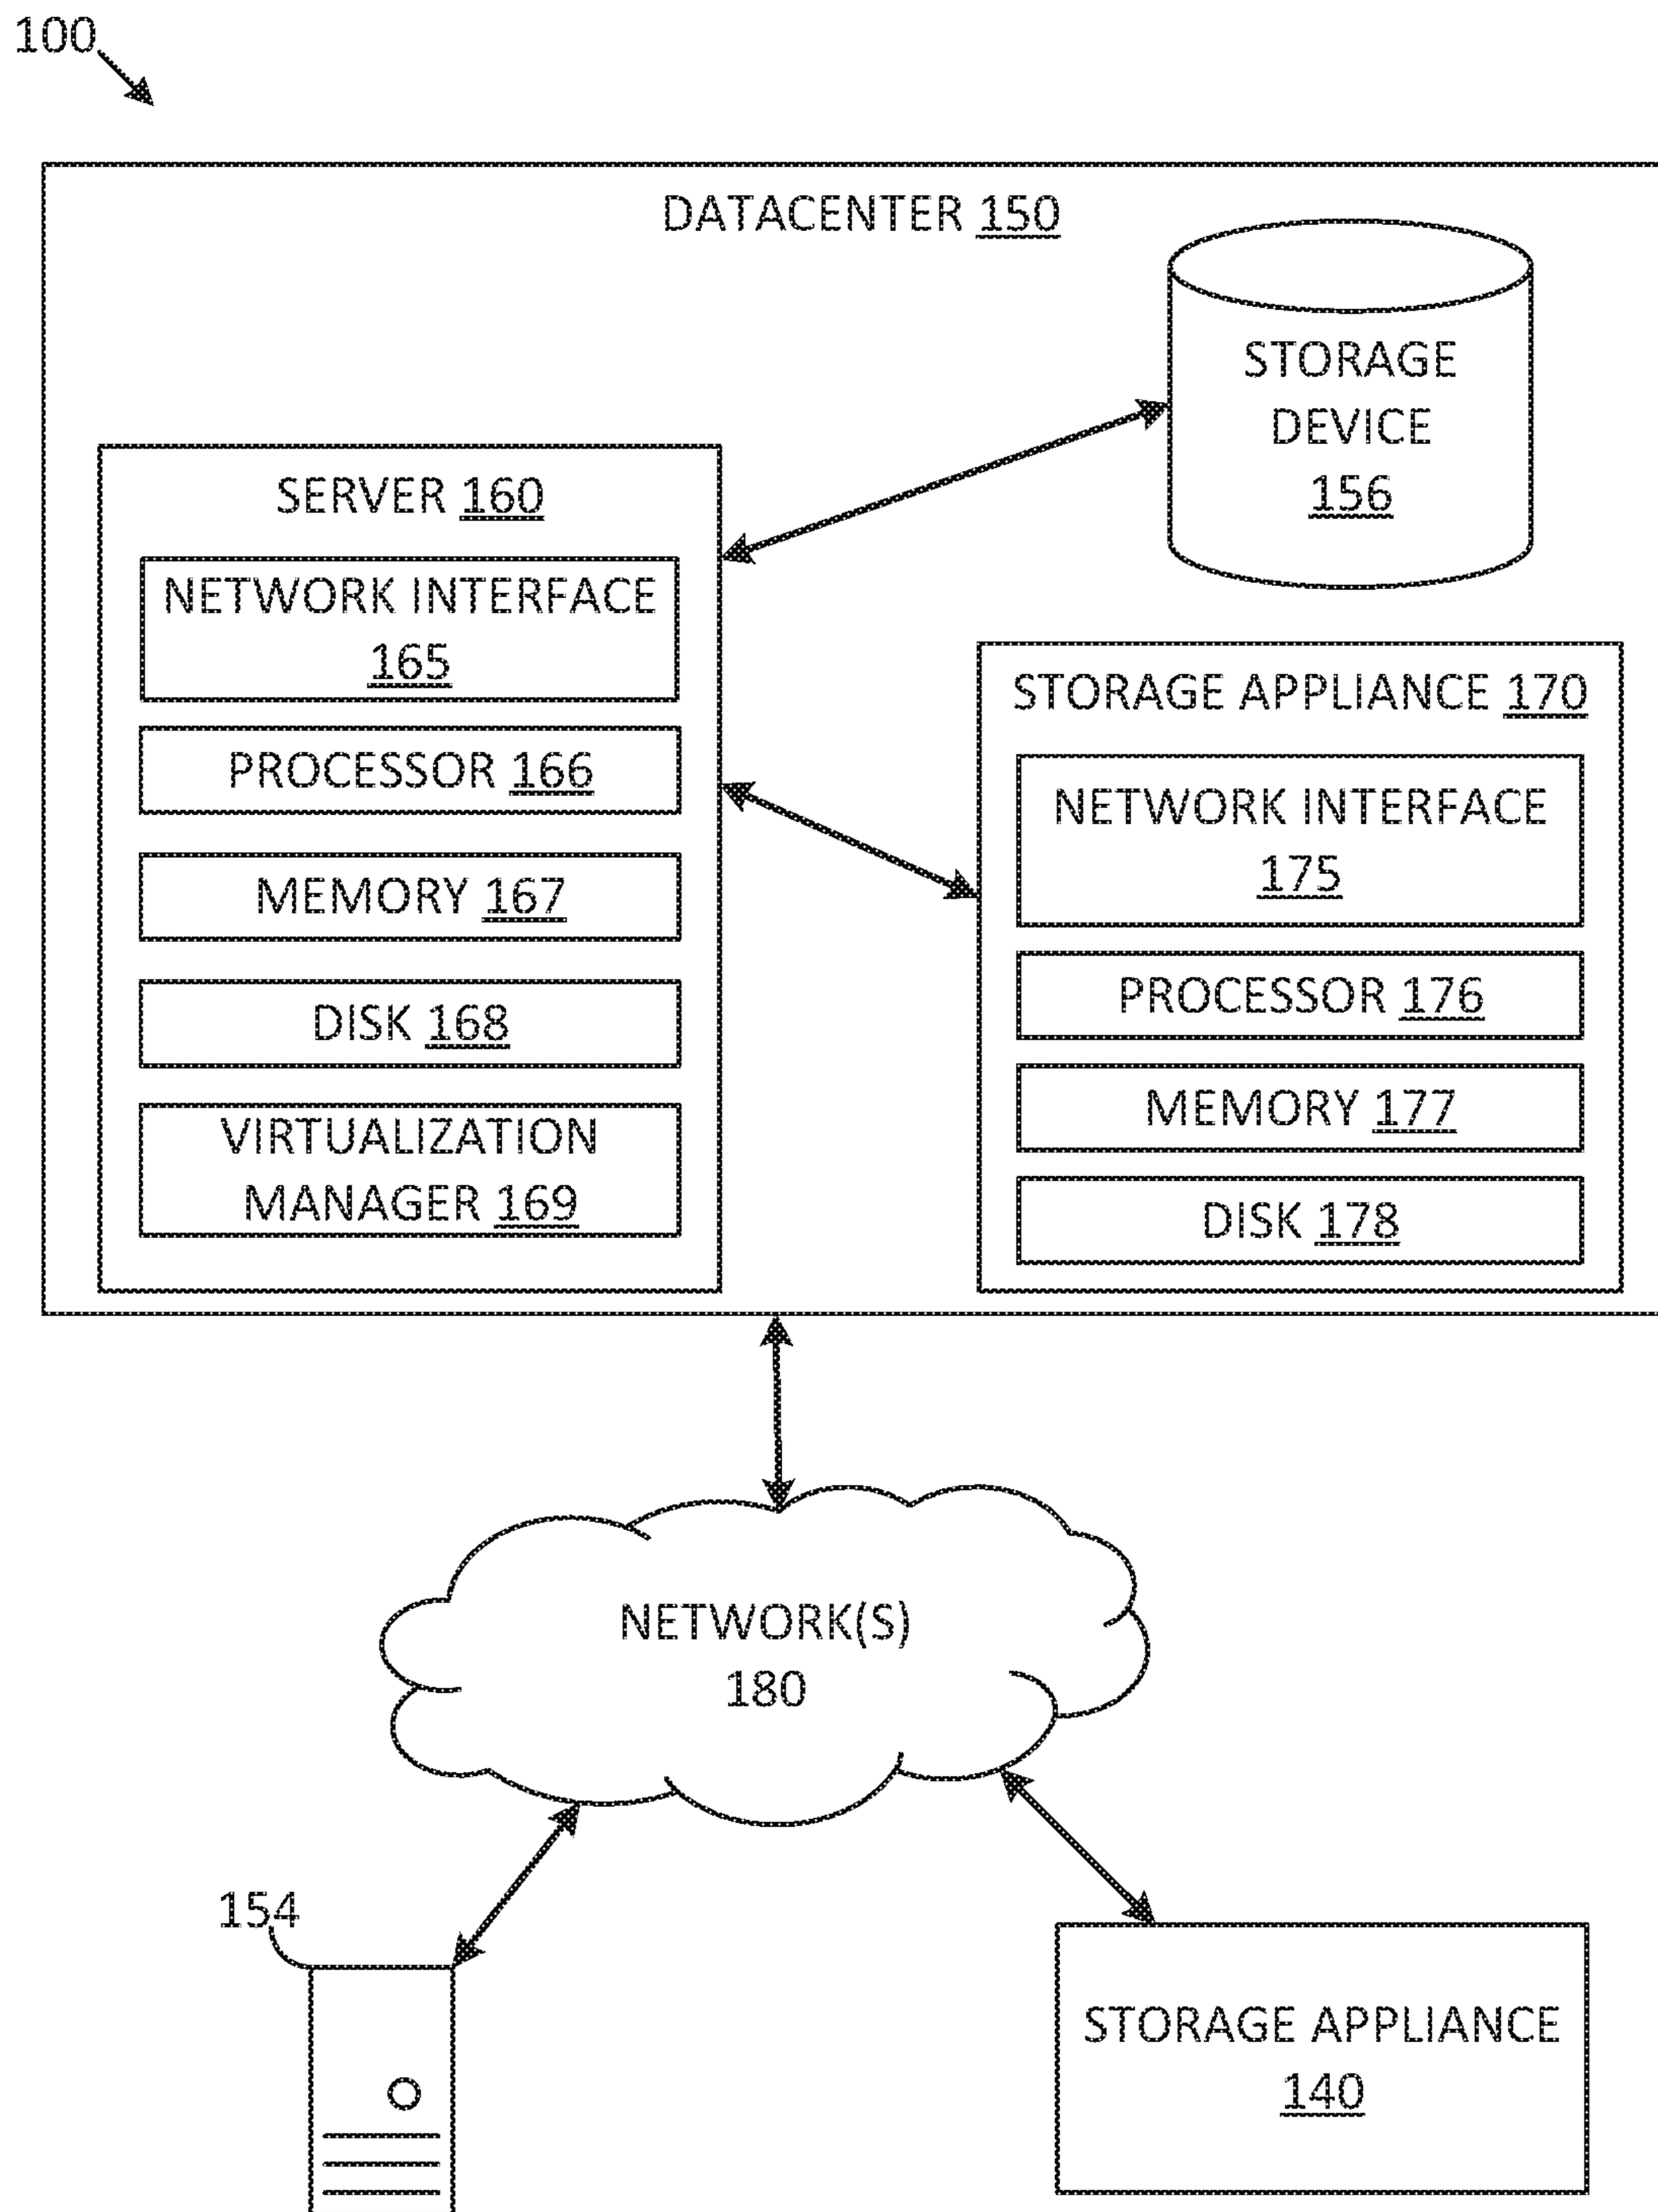 100
DATACENTER 150
STORAGE
DEVICE
156
SERVER 160
NETWORK INTERFACE
165
PROCESSOR 166
MEMORY 167
DISK 168
VIRTUALIZATION
MANAGER 169
STORAGE APPLIANCE 170
NETWORK INTERFACE
175
PROCESSOR 176
MEMORY 177
DISK 178
NETWORK(S)
180
154
STORAGE APPLIANCE
140